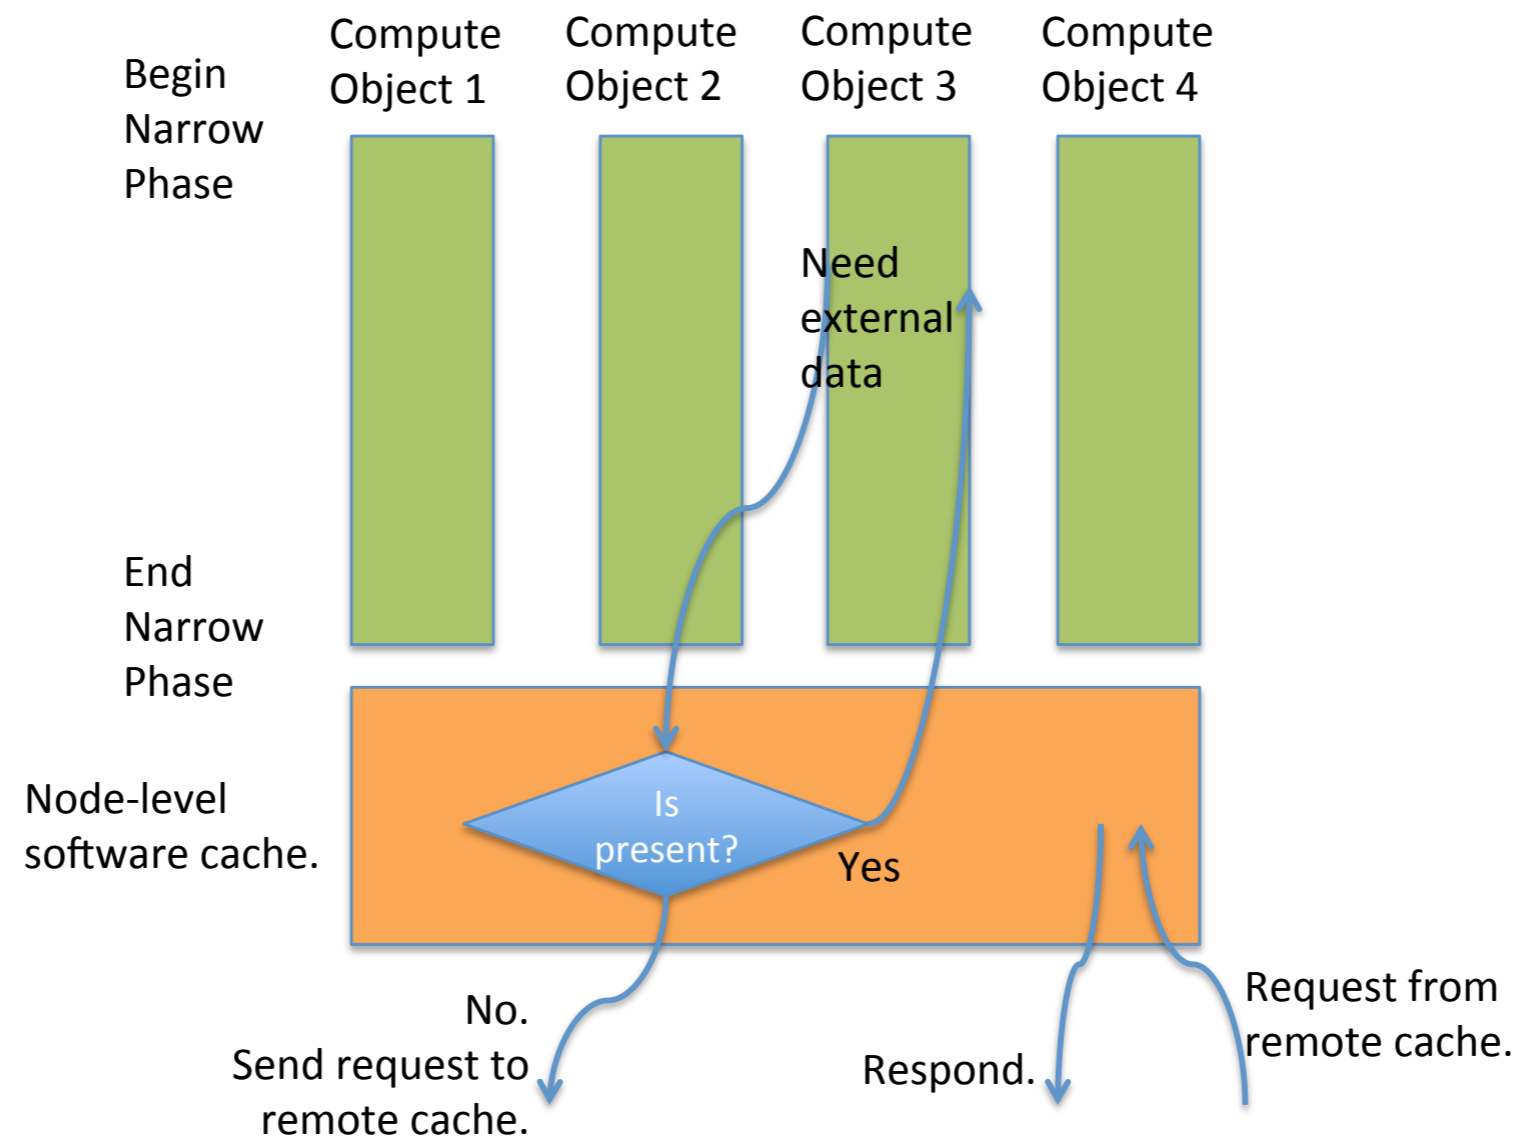 Compute
Object 1
Compute
Object 2
Compute
Object 3
Compute
Object 4
Begin
Narrow
Phase
Need
external
data
End
Narrow
Phase
Node-level
software cache.
Is
present?
Yes
No.
Send request to
remote cache.
Respond.
Request from
remote cache.